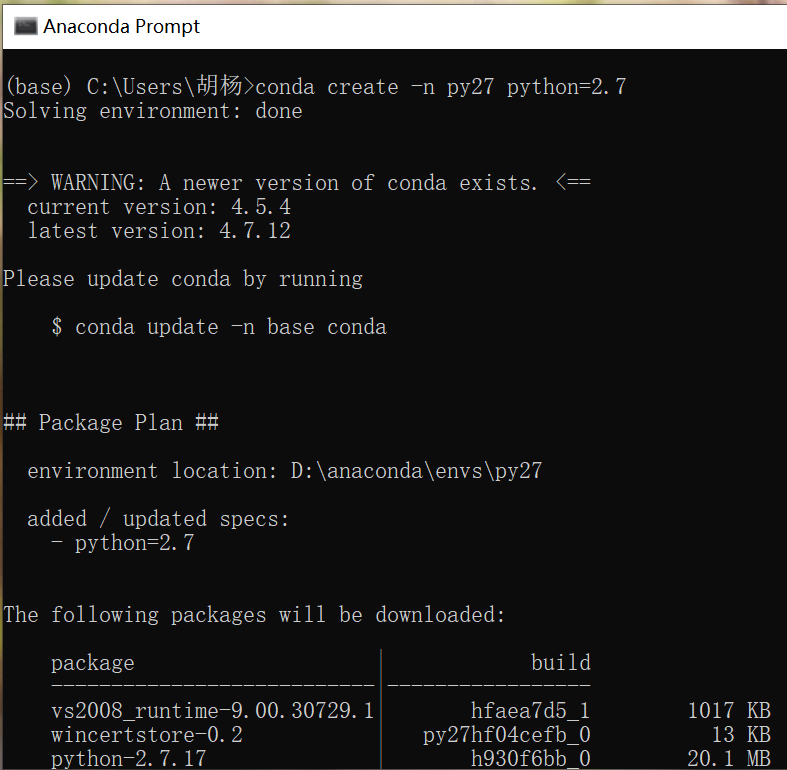 Anaconda Prompt
(base) C:\Users\胡杨>conda create -n py27 python=2.7
Solving environment: done
==> WARNING: A newer version of conda exists. <==
current version: 4.5.4
latest version: 4.7.12
Please update conda by running
$ conda update -n base conda
## Package Plan ##
environment location: D:\anaconda\envs\py27
added / updated specs:
- python=2.7
The following packages will be downloaded:
package | build
---------------------------|-----------------
vs2008_runtime-9.00.30729.1| hfaea7d5_1 1017 KB
wincertstore-0.2 | py27hf04cefb_0 13 KB
python-2.7.17 | h930f6bb_0 20.1 MB